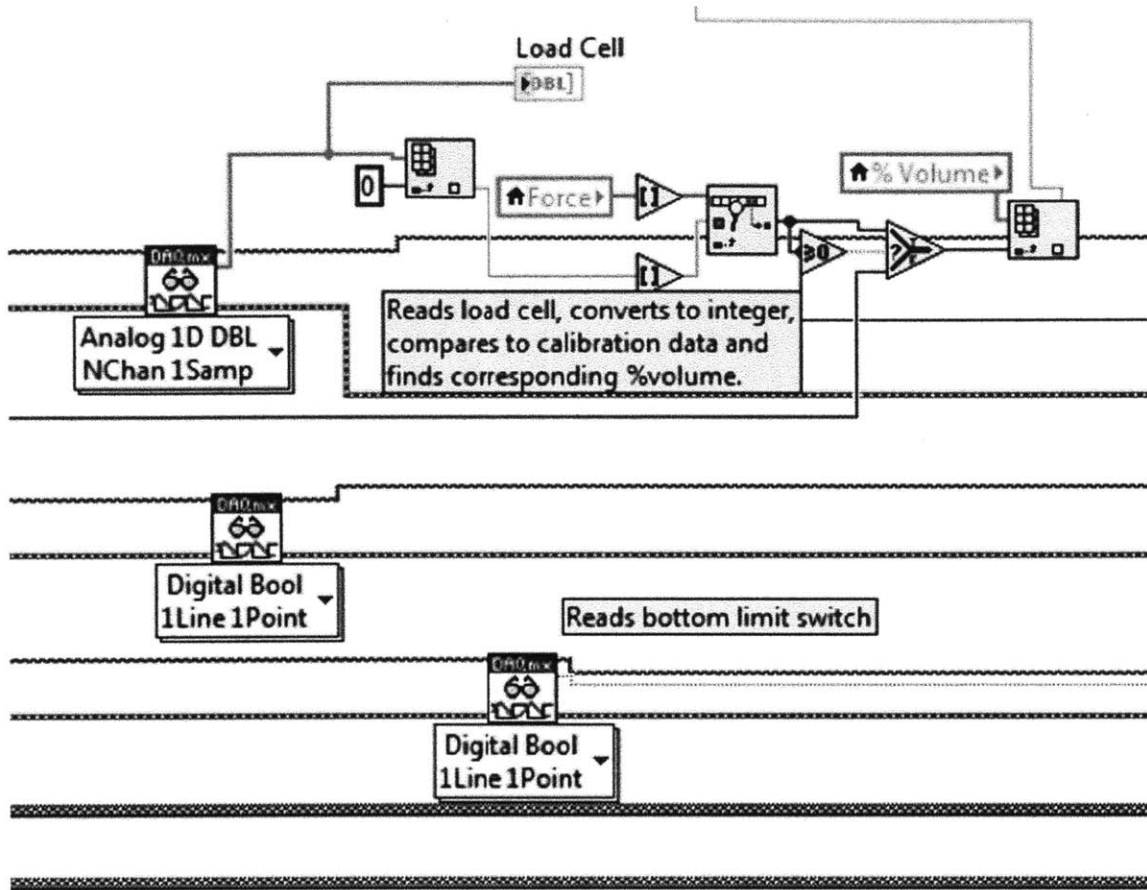 Load Cell
[DBL]
0
Force
[ ]
% Volume
≥0
?
T
F
[ ]
DAQmx
Analog 1D DBL
NChan 1Samp
Reads load cell, converts to integer,
compares to calibration data and
finds corresponding %volume.
DAQmx
Digital Bool
1Line 1Point
Reads bottom limit switch
DAQmx
Digital Bool
1Line 1Point